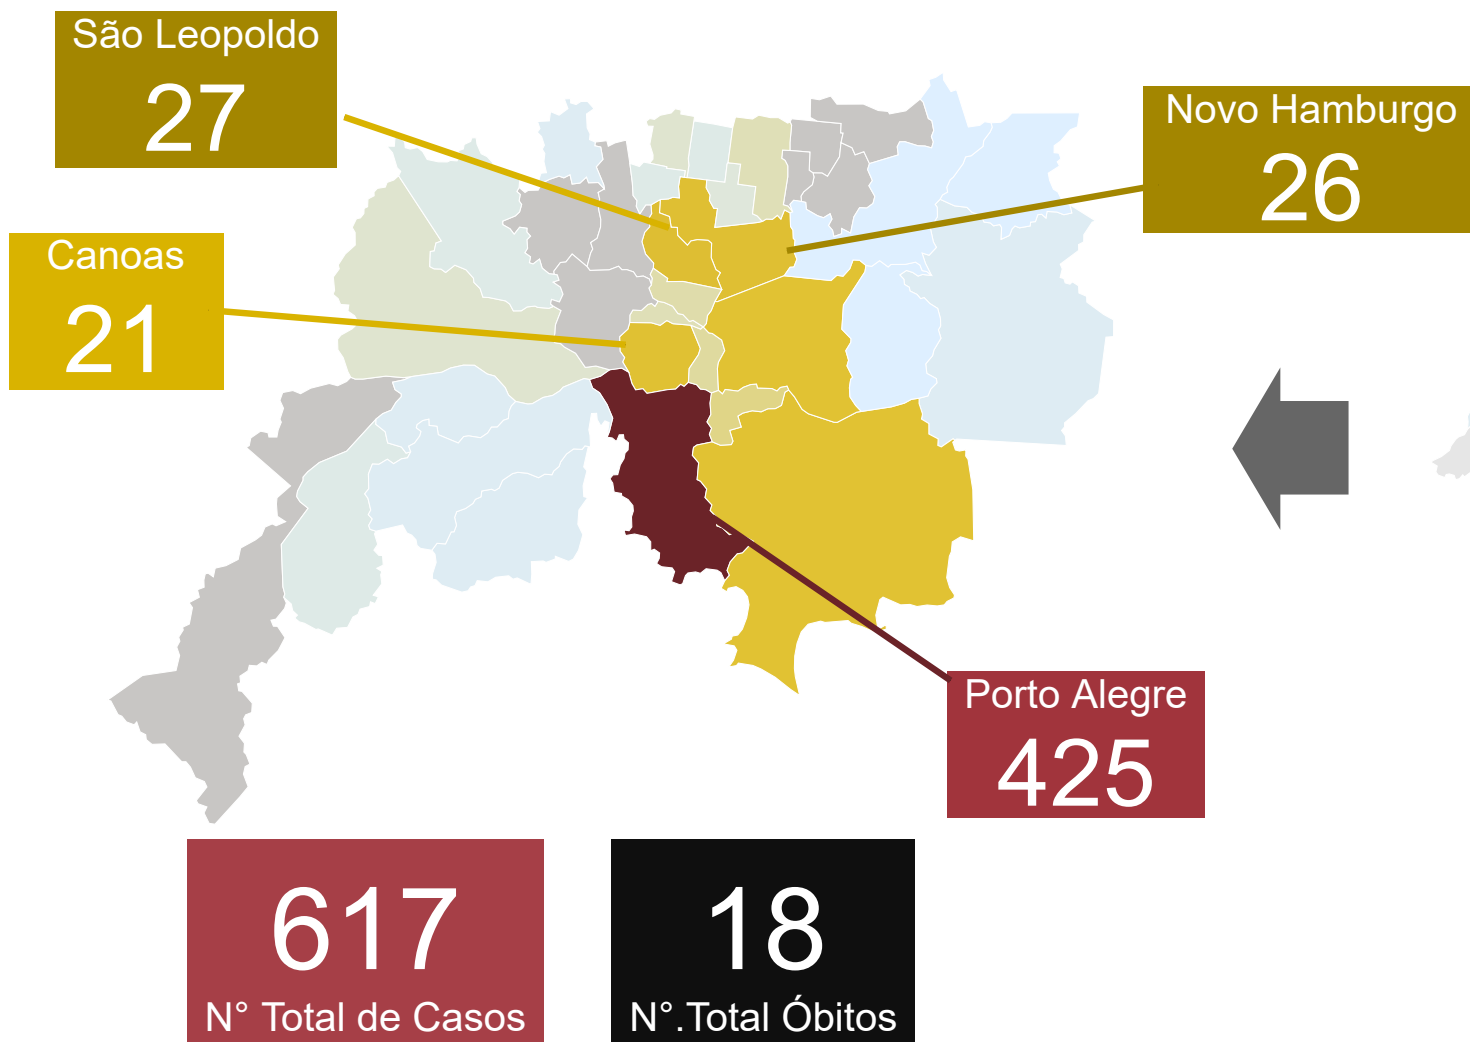 São Leopoldo
27
Novo Hamburgo
26
Canoas
21
Porto Alegre
425
617
N° Total de Casos
18
N°.Total Óbitos